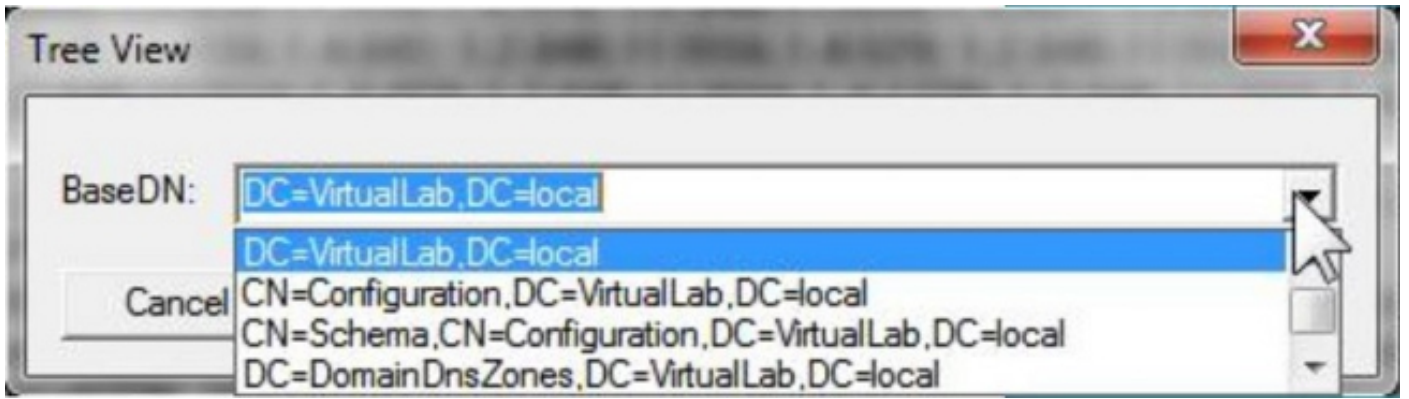 Tree View
BaseDN: DC=VirtualLab,DC=local
DC=VirtualLab,DC=local
Cancel CN=Configuration,DC=VirtualLab,DC=local
CN=Schema,CN=Configuration,DC=VirtualLab,DC=local
DC=DomainDnsZones,DC=VirtualLab,DC=local